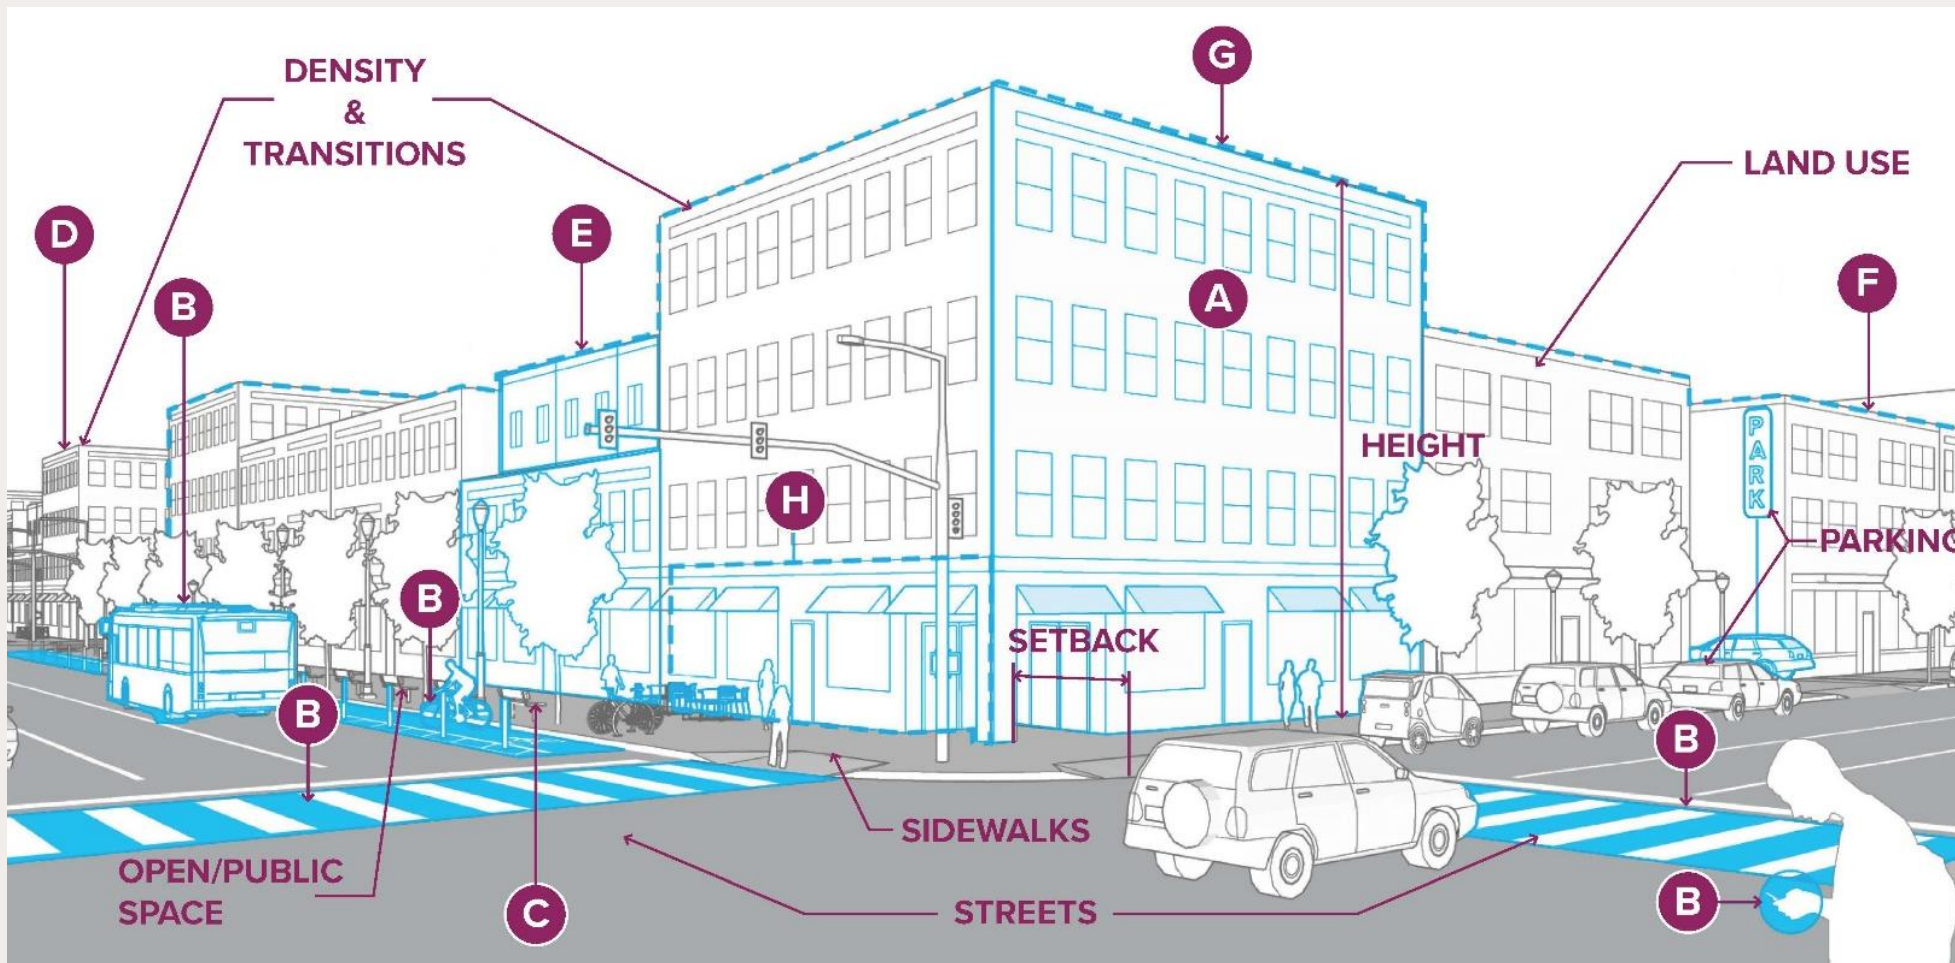 G
DENSITY
&
TRANSITIONS
LAND USE
D
E
B
A
F
PARK
HEIGHT
H
PARKING
B
SETBACK
B
B
SIDEWALKS
OPEN/PUBLIC
SPACE
C
STREETS
B